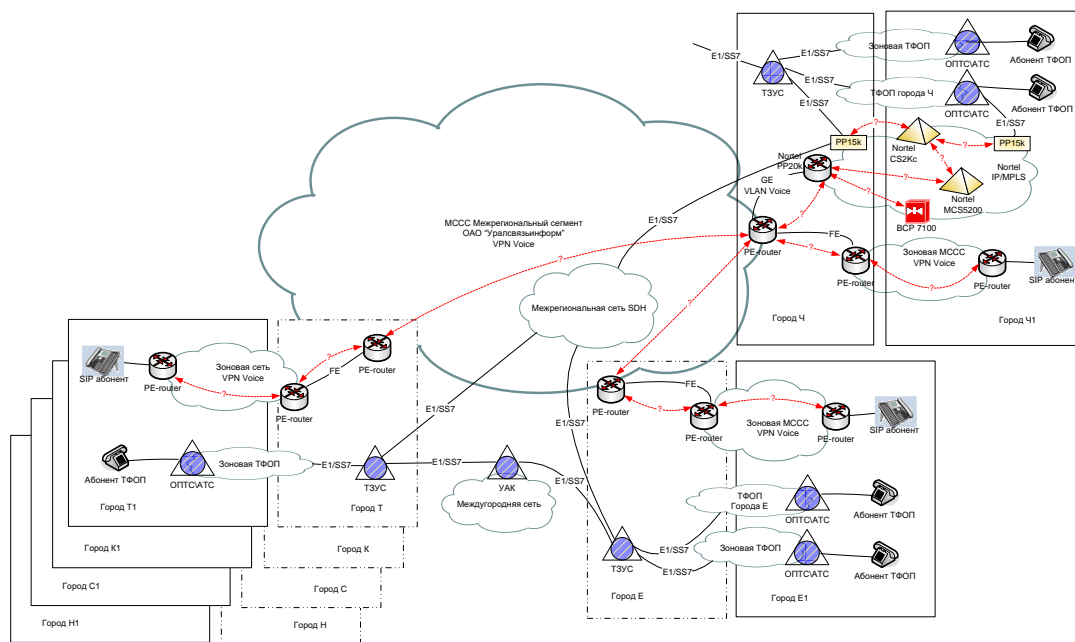 E1/SS7
E1/SS7
Зоновая ТФОП
ОПТС\АТС
Абонент ТФОП
ТЗУС
E1/SS7
ТФОП города Ч
ОПТС\АТС
Абонент ТФОП
E1/SS7
E1/SS7
PP15k
?
Nortel
CS2Kc
?
PP15k
Nortel
PP20k
?
Nortel
IP/MPLS
GE
VLAN Voice
?
Nortel
MCS5200
?
BCP 7100
?
E1/SS7
МССС Межрегиональный сегмент
ОАО "Уралсвязьинформ"
VPN Voice
PE-router
FE
?
Зоновая МССС
VPN Voice
PE-router
?
PE-router
SIP абонент
?
Межрегиональная сеть SDH
?
Город Ч
Город Ч1
SIP абонент
PE-router
Зоновая сеть
VPN Voice
?
?
FE
PE-router
PE-router
E1/SS7
PE-router
FE
?
PE-router
?
Зоновая МССС
VPN Voice
PE-router
SIP абонент
E1/SS7
Абонент ТФОП
ОПТС\АТС
Зоновая ТФОП
E1/SS7
ТЗУС
E1/SS7
УАК
E1/SS7
Междугородняя сеть
Город Т1
Город Т
ТФОП
Города Е
ОПТС\АТС
Абонент ТФОП
E1/SS7
ТЗУС
E1/SS7
Зоновая ТФОП
ОПТС\АТС
Абонент ТФОП
Город Е
Город Е1
Город К1
Город К
Город С1
Город С
Город Н1
Город Н